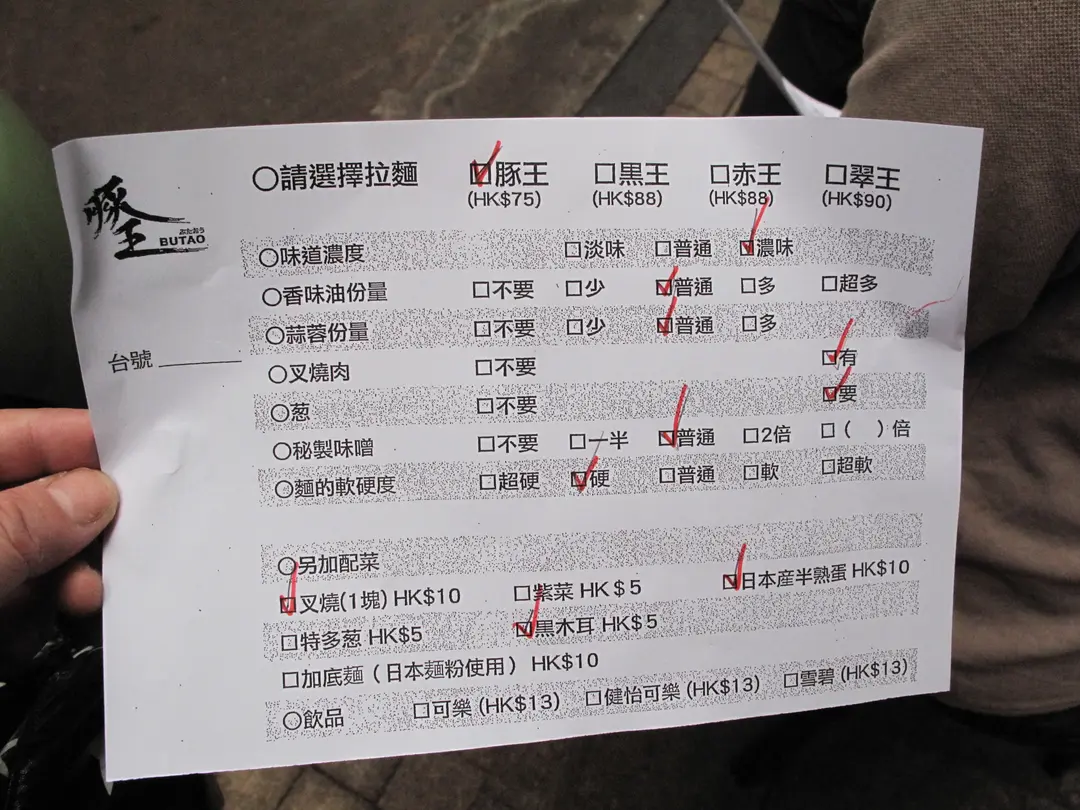 豚王
ぶたおう
BUTAO
台號
○請選擇拉麵 □豚王 □黒王 □赤王 □翠王
(HK$75) (HK$88) (HK$88) (HK$90)
○味道濃度 □淡味 □普通 □濃味
○香味油份量 □不要 □少 □普通 □多 □超多
○蒜蓉份量 □不要 □少 □普通 □多
○叉燒肉 □不要 □有
○葱 □不要 □要
○秘製味噌 □不要 □一半 □普通 □2倍 □( )倍
○麵的軟硬度 □超硬 □硬 □普通 □軟 □超軟
○另加配菜
□叉燒(1塊) HK$10 □紫菜 HK$5 □日本産半熟蛋 HK$10
□特多葱 HK$5 □黒木耳 HK$5
□加底麵(日本麵粉使用) HK$10
○飲品 □可樂 (HK$13) □健怡可樂 (HK$13) □雪碧 (HK$13)